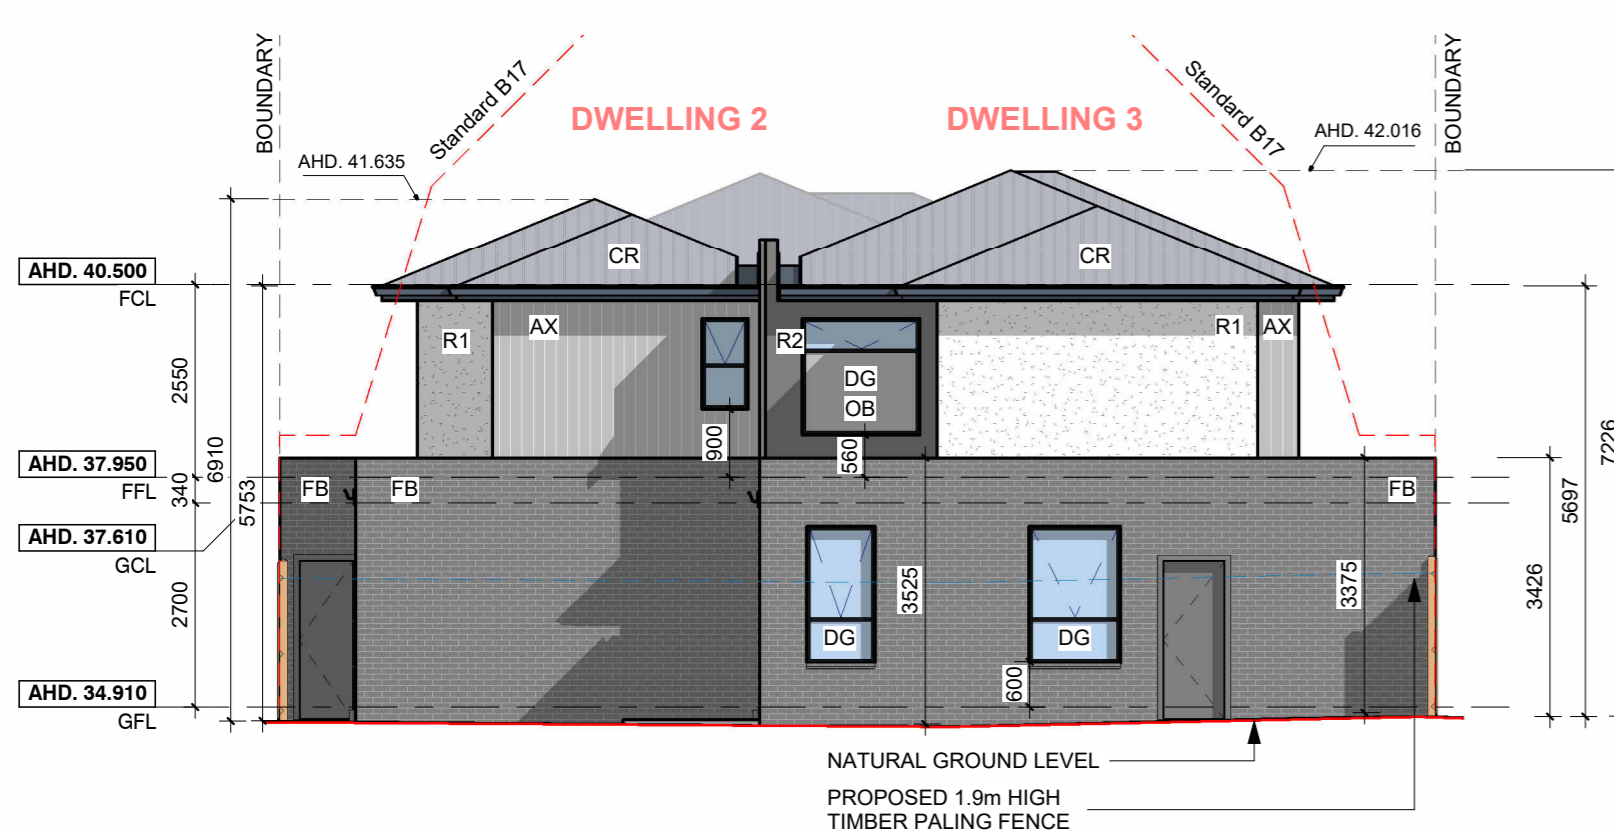 BOUNDARY
Standard B17
DWELLING 2
DWELLING 3
Standard B17
BOUNDARY
AHD. 41.635
AHD. 42.016
AHD. 40.500
FCL
CR
CR
R1
AX
R2
DG
OB
R1
AX
2550
6910
5753
900
560
7226
5697
3426
AHD. 37.950
FFL
340
FB
FB
FB
AHD. 37.610
GCL
2700
3525
3375
DG
DG
600
AHD. 34.910
GFL
NATURAL GROUND LEVEL
PROPOSED 1.9m HIGH
TIMBER PALING FENCE